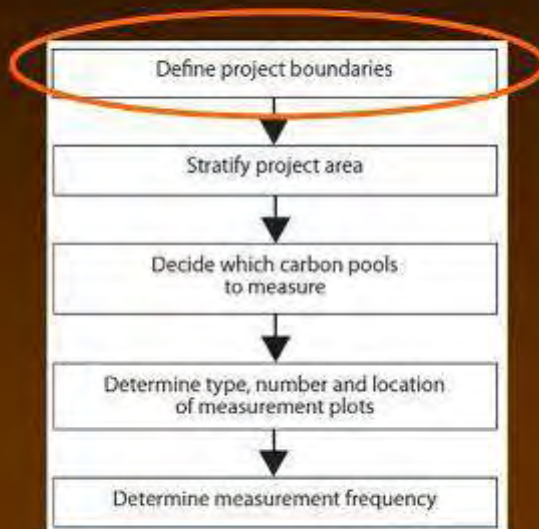 Define project boundaries
Stratify project area
Decide which carbon pools
to measure
Determine type, number and location
of measurement plots
Determine measurement frequency